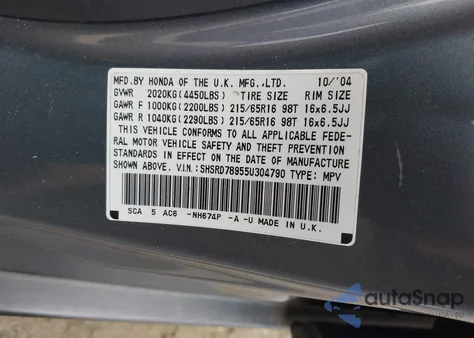 MFD.BY HONDA OF THE U.K. MFG.,LTD. 10/'04
GVWR 2020KG(4450LBS) TIRE SIZE RIM SIZE
GAWR F 1000KG(2200LBS) 215/65R16 98T 16x6.5JJ
GAWR R 1040KG(2290LBS) 215/65R16 98T 16x6.5JJ
THIS VEHICLE CONFORMS TO ALL APPLICABLE FEDE-
RAL MOTOR VEHICLE SAFETY AND THEFT PREVENTION
STANDARDS IN EFFECT ON THE DATE OF MANUFACTURE
SHOWN ABOVE. V.I.N:SHSRD78955U304790 TYPE: MPV
SCA 5 AC6 -NH674P -A -U MADE IN U.K.
autoSnap